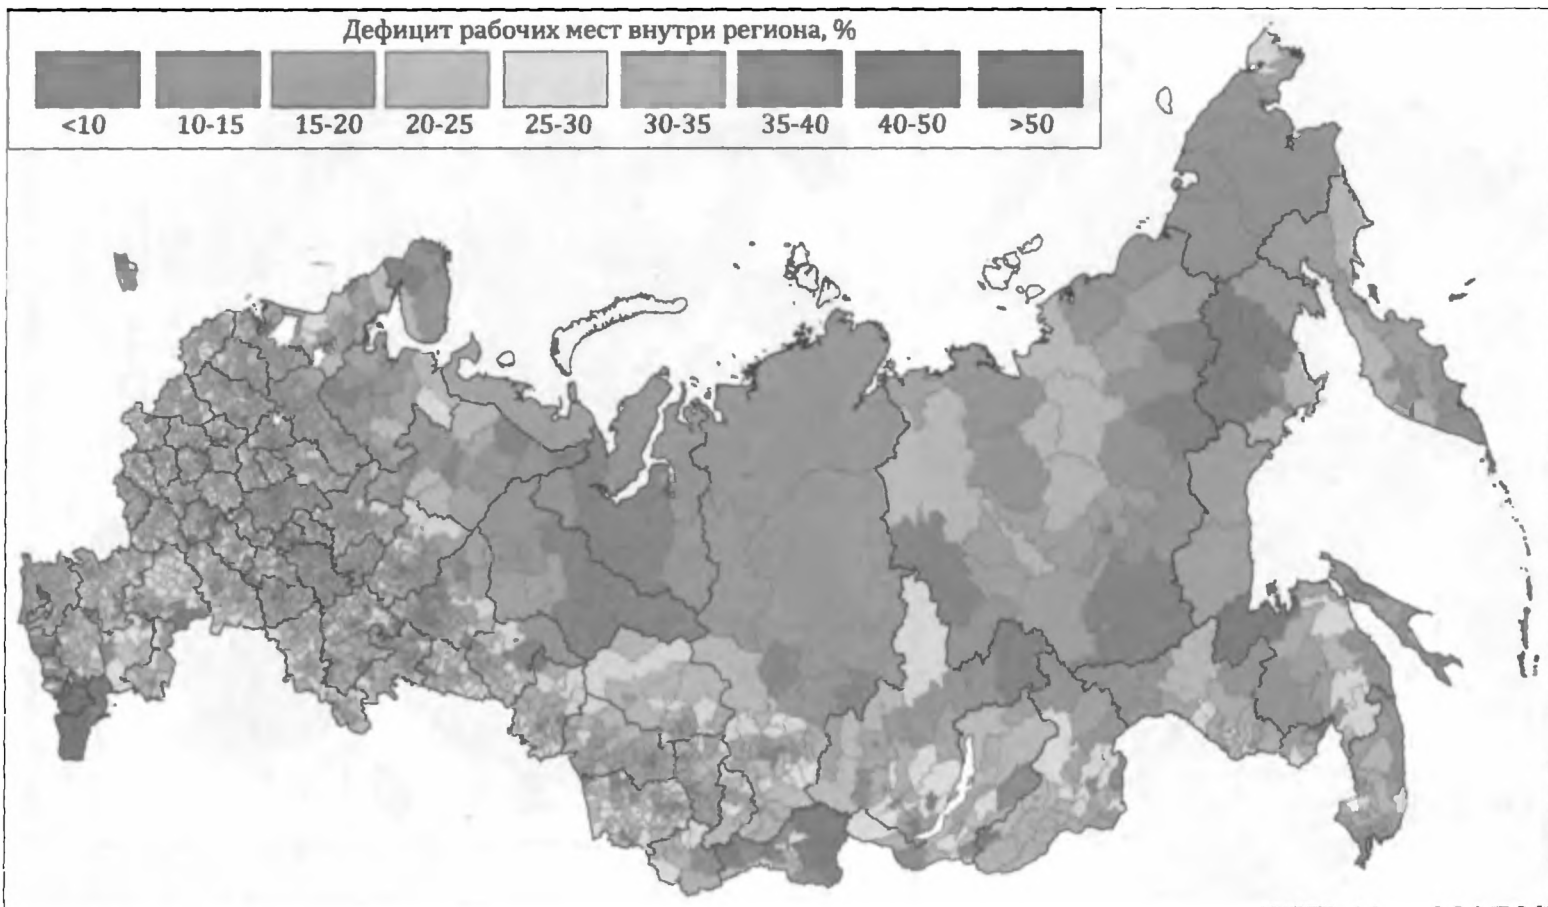 Дефицит рабочих мест внутри региона, %
<10 10-15 15-20 20-25 25-30 30-35 35-40 40-50 >50